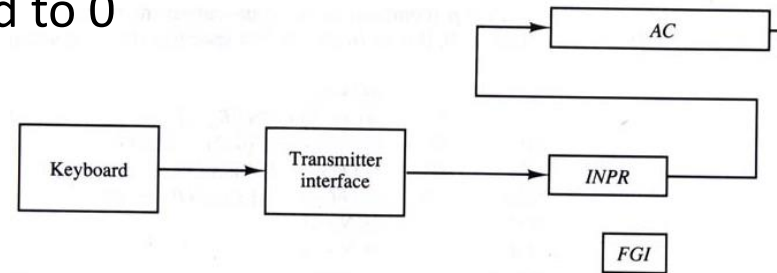 d to 0
AC
Keyboard
Transmitter
interface
INPR
FGI